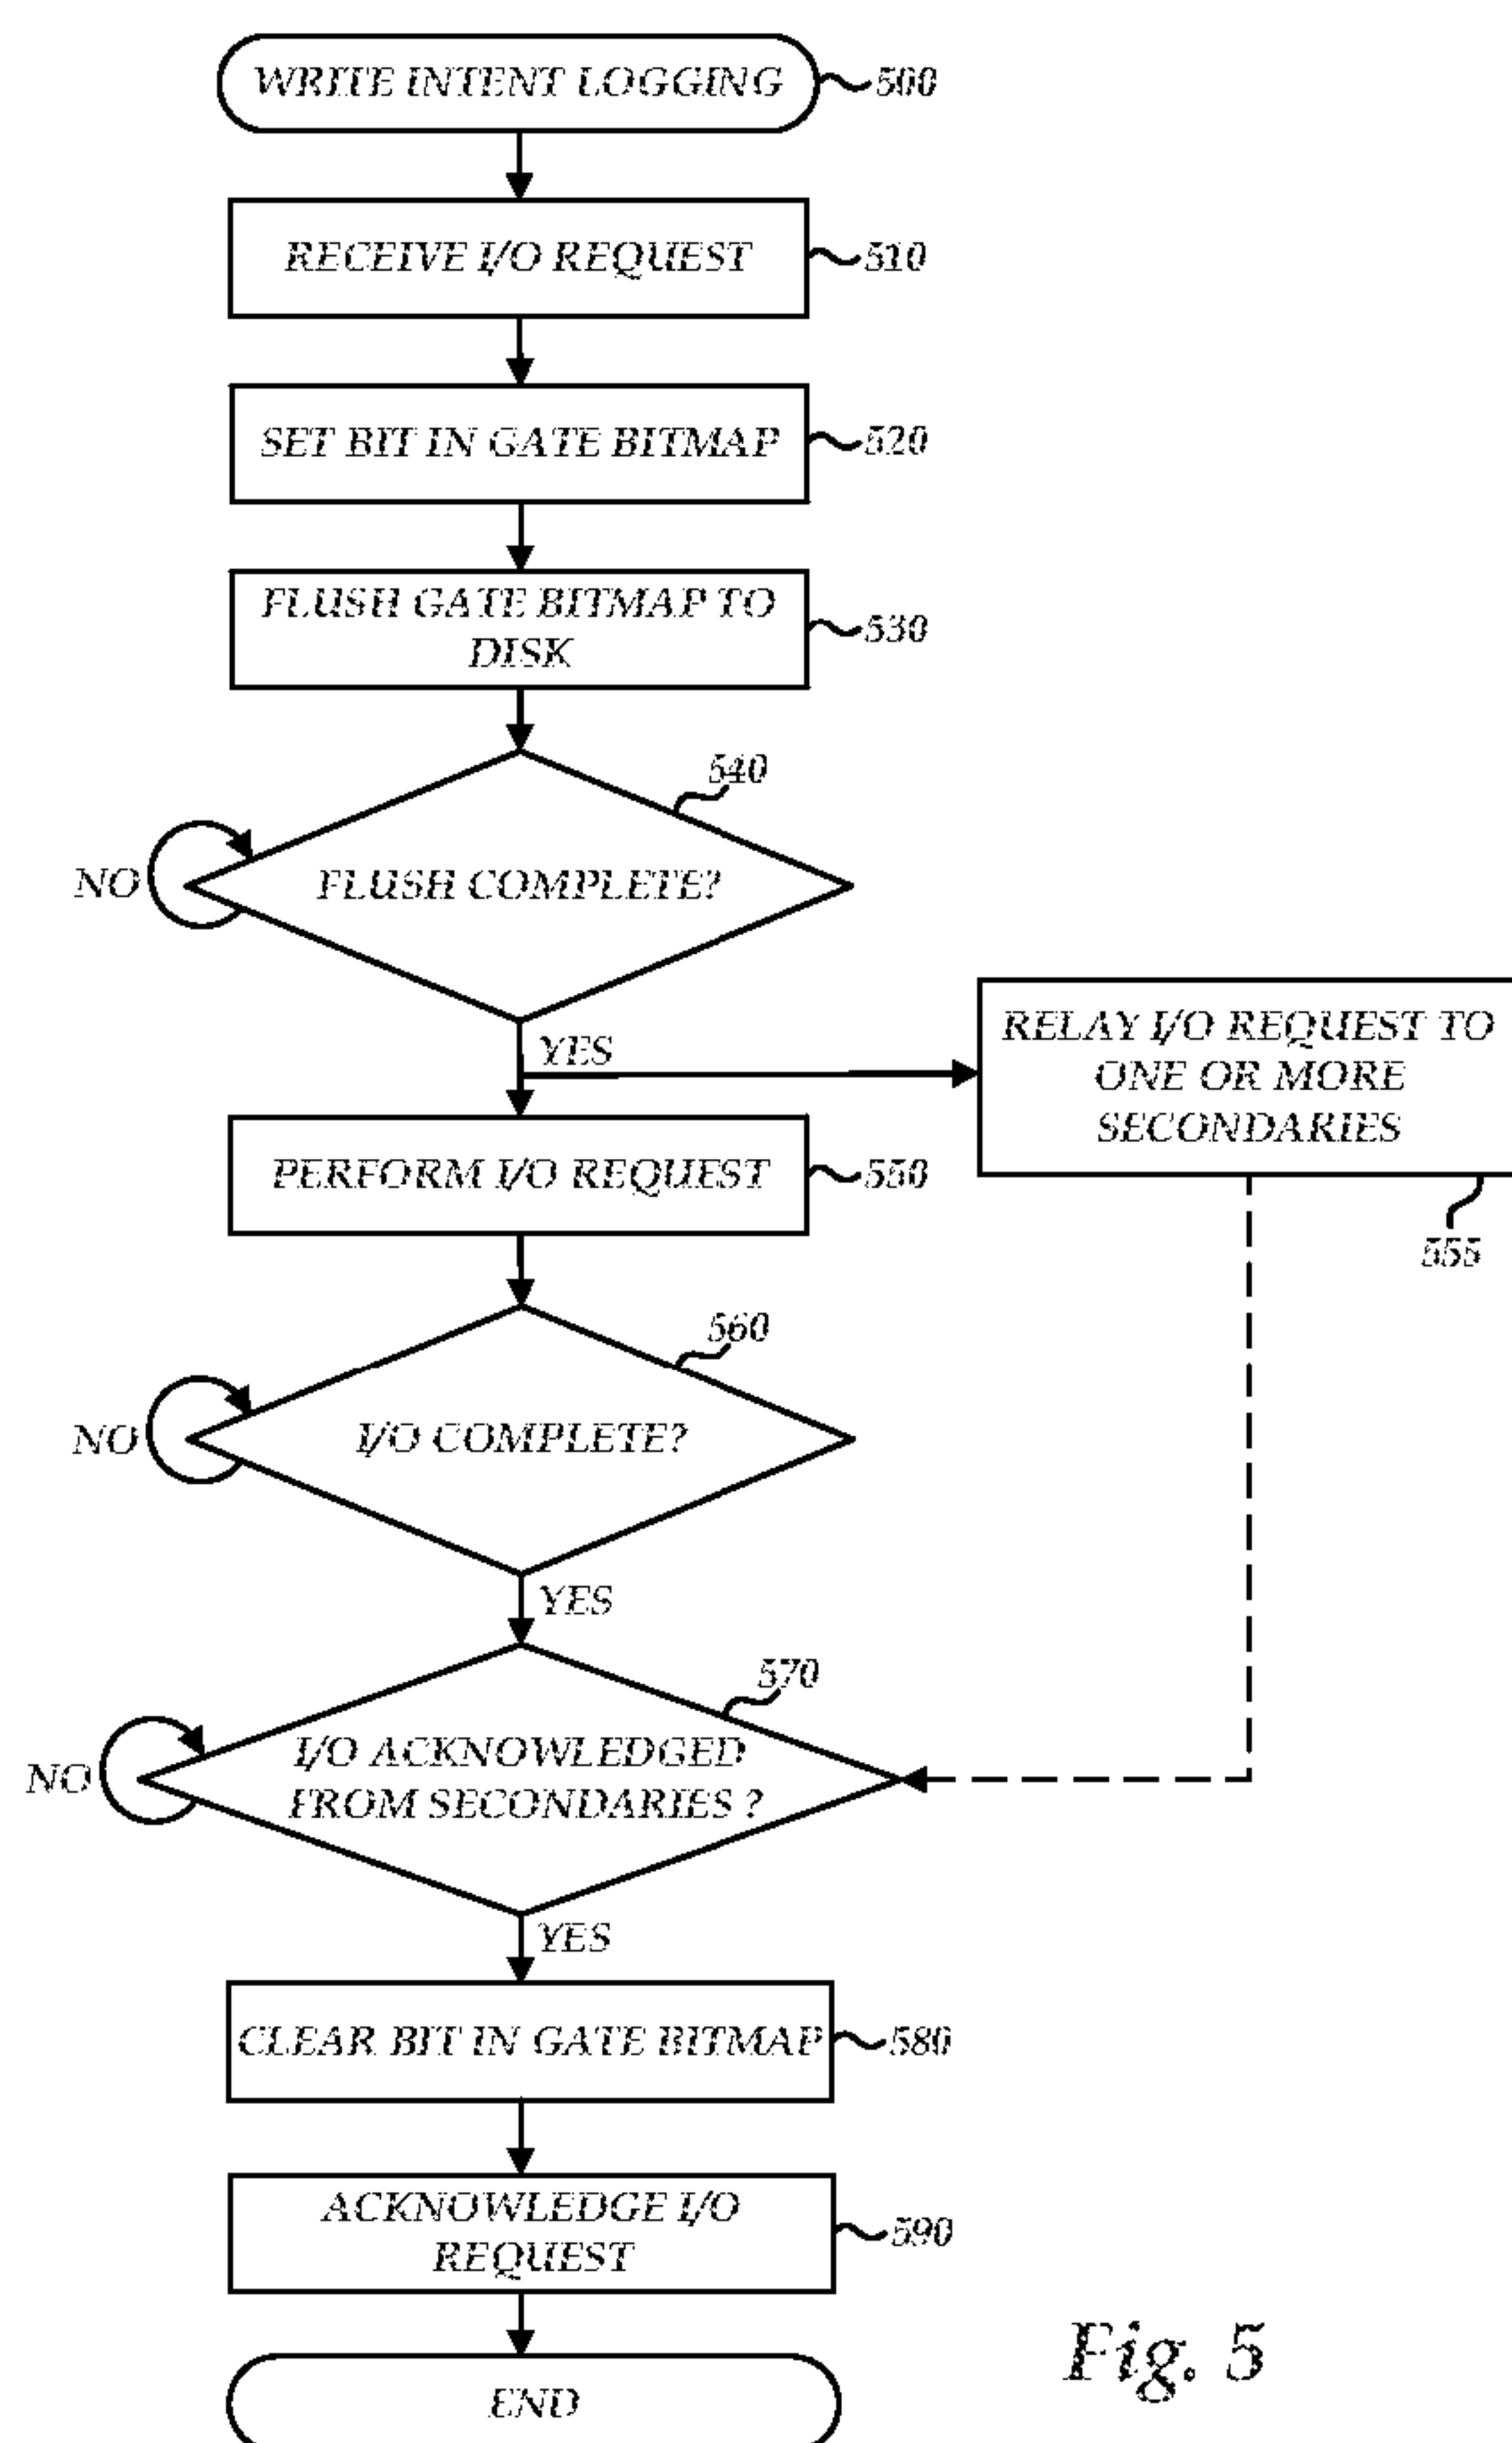 WRITE INTENT LOGGING
500
RECEIVE I/O REQUEST
510
SET BIT IN GATE BITMAP
520
FLUSH GATE BITMAP TO
DISK
530
540
FLUSH COMPLETE?
NO
YES
RELAY I/O REQUEST TO
ONE OR MORE
SECONDARIES
555
PERFORM I/O REQUEST
550
560
I/O COMPLETE?
NO
YES
570
I/O ACKNOWLEDGED
FROM SECONDARIES ?
NO
YES
CLEAR BIT IN GATE BITMAP
580
ACKNOWLEDGE I/O
REQUEST
590
END
Fig. 5